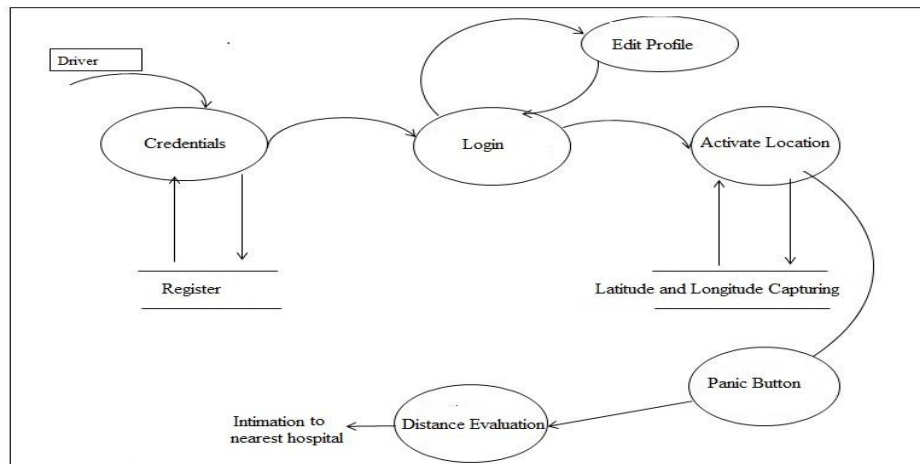 Driver
Edit Profile
Credentials
Login
Activate Location
Register
Latitude and Longitude Capturing
Panic Button
Intimation to
nearest hospital
Distance Evaluation